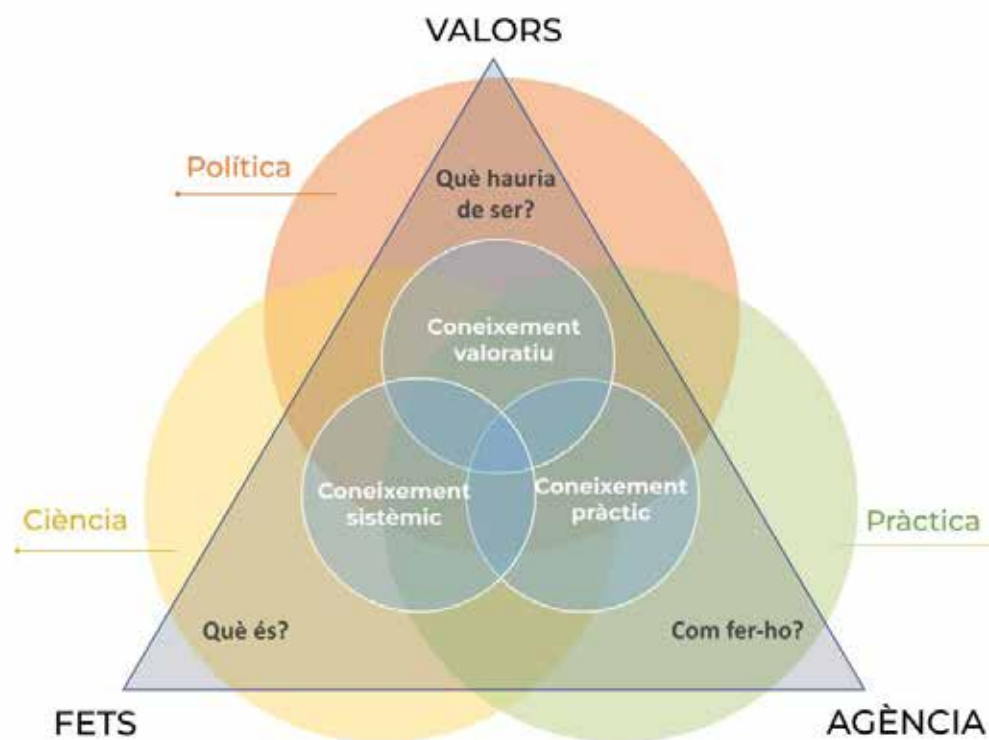 VALORS
Política
Què hauria
de ser?
Coneixement
valoratiu
Coneixement
sistèmic
Coneixement
pràctic
Ciència
Pràctica
Què és?
Com fer-ho?
FETS
AGÈNCIA